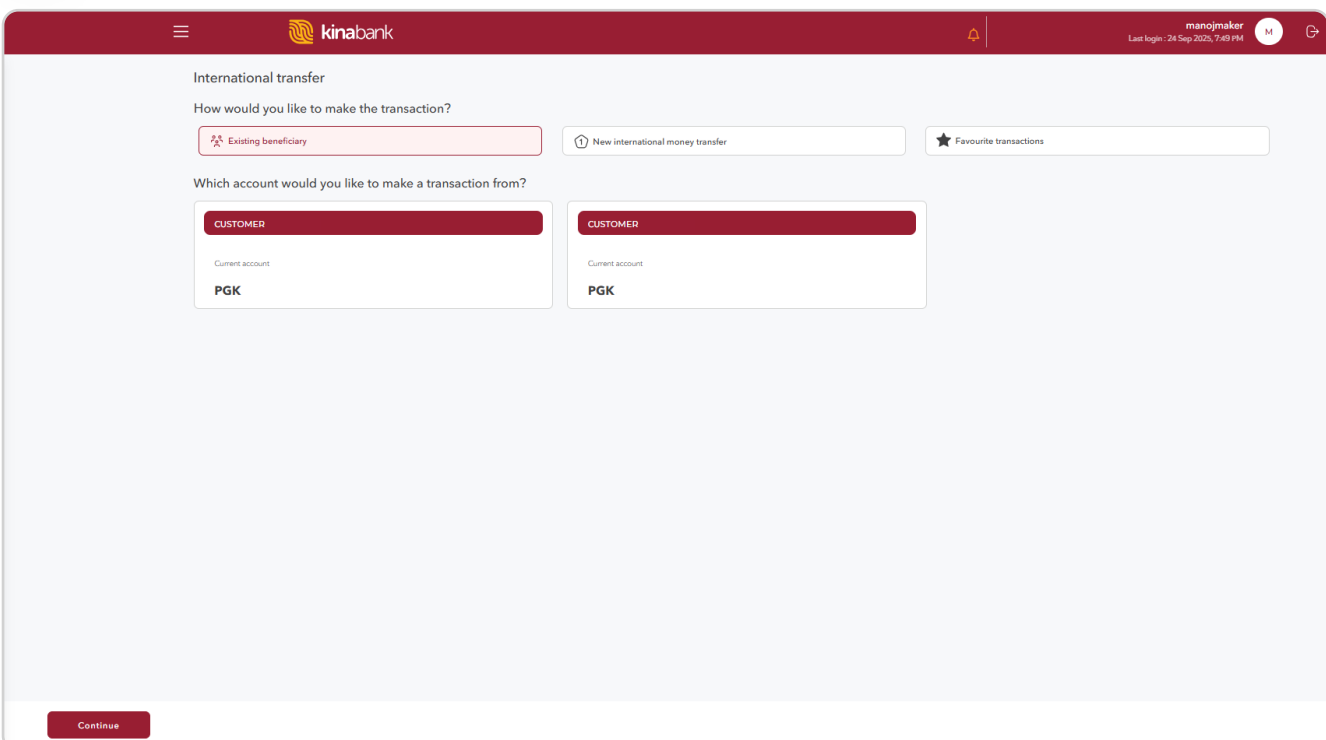 kinabank
manojmaker
Last login : 24 Sep 2025, 7:49 PM
M
International transfer
How would you like to make the transaction?
Existing beneficiary
1 New international money transfer
Favourite transactions
Which account would you like to make a transaction from?
CUSTOMER
Current account
PGK
CUSTOMER
Current account
PGK
Continue